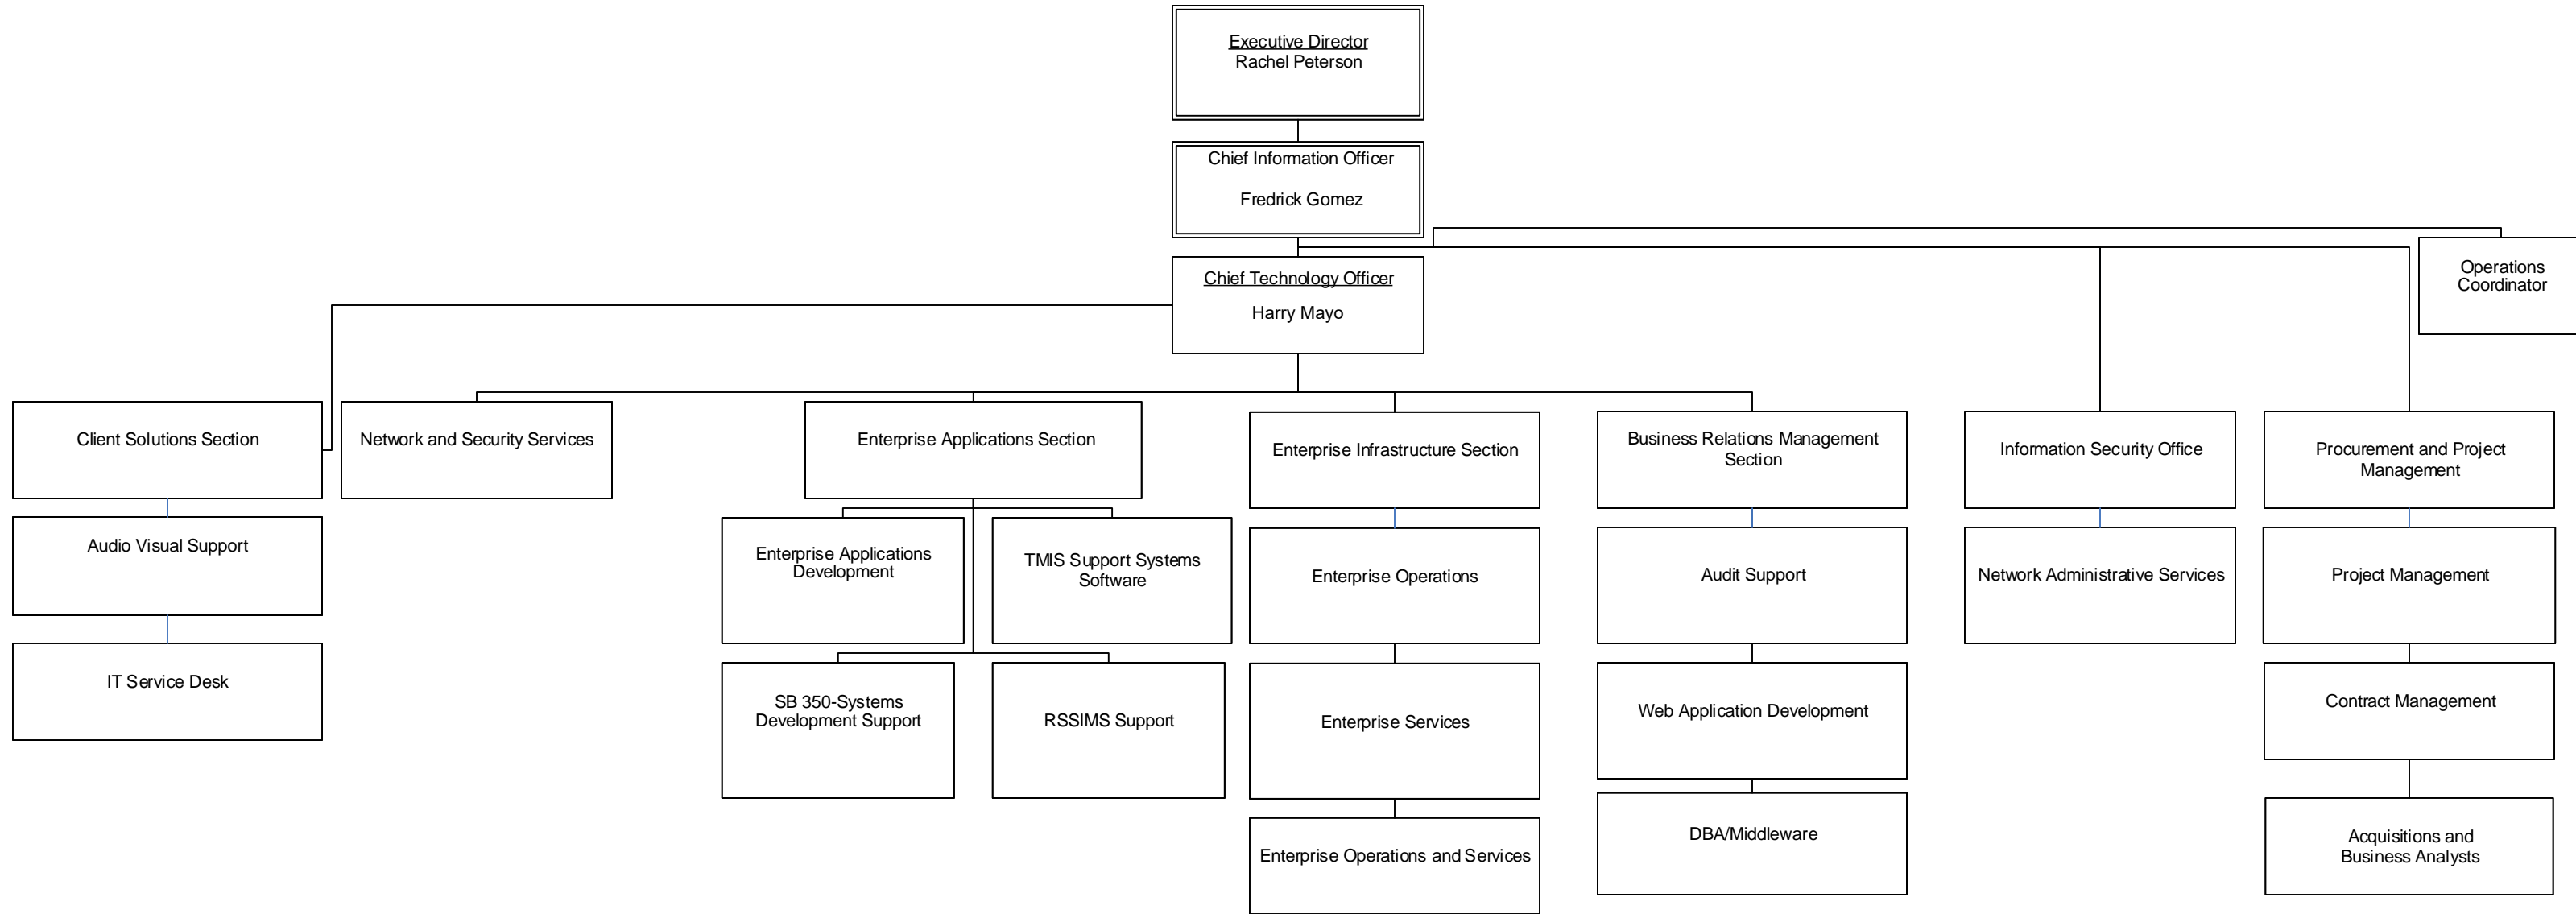 Executive Director
Rachel Peterson
Chief Information Officer
Fredrick Gomez
Chief Technology Officer
Harry Mayo
Operations
Coordinator
Client Solutions Section
Network and Security Services
Enterprise Applications Section
Enterprise Infrastructure Section
Business Relations Management
Section
Information Security Office
Procurement and Project
Management
Audio Visual Support
Enterprise Applications
Development
TMIS Support Systems
Software
Enterprise Operations
Audit Support
Network Administrative Services
Project Management
IT Service Desk
SB 350-Systems
Development Support
RSSIMS Support
Enterprise Services
Web Application Development
Contract Management
Enterprise Operations and Services
DBA/Middleware
Acquisitions and
Business Analysts